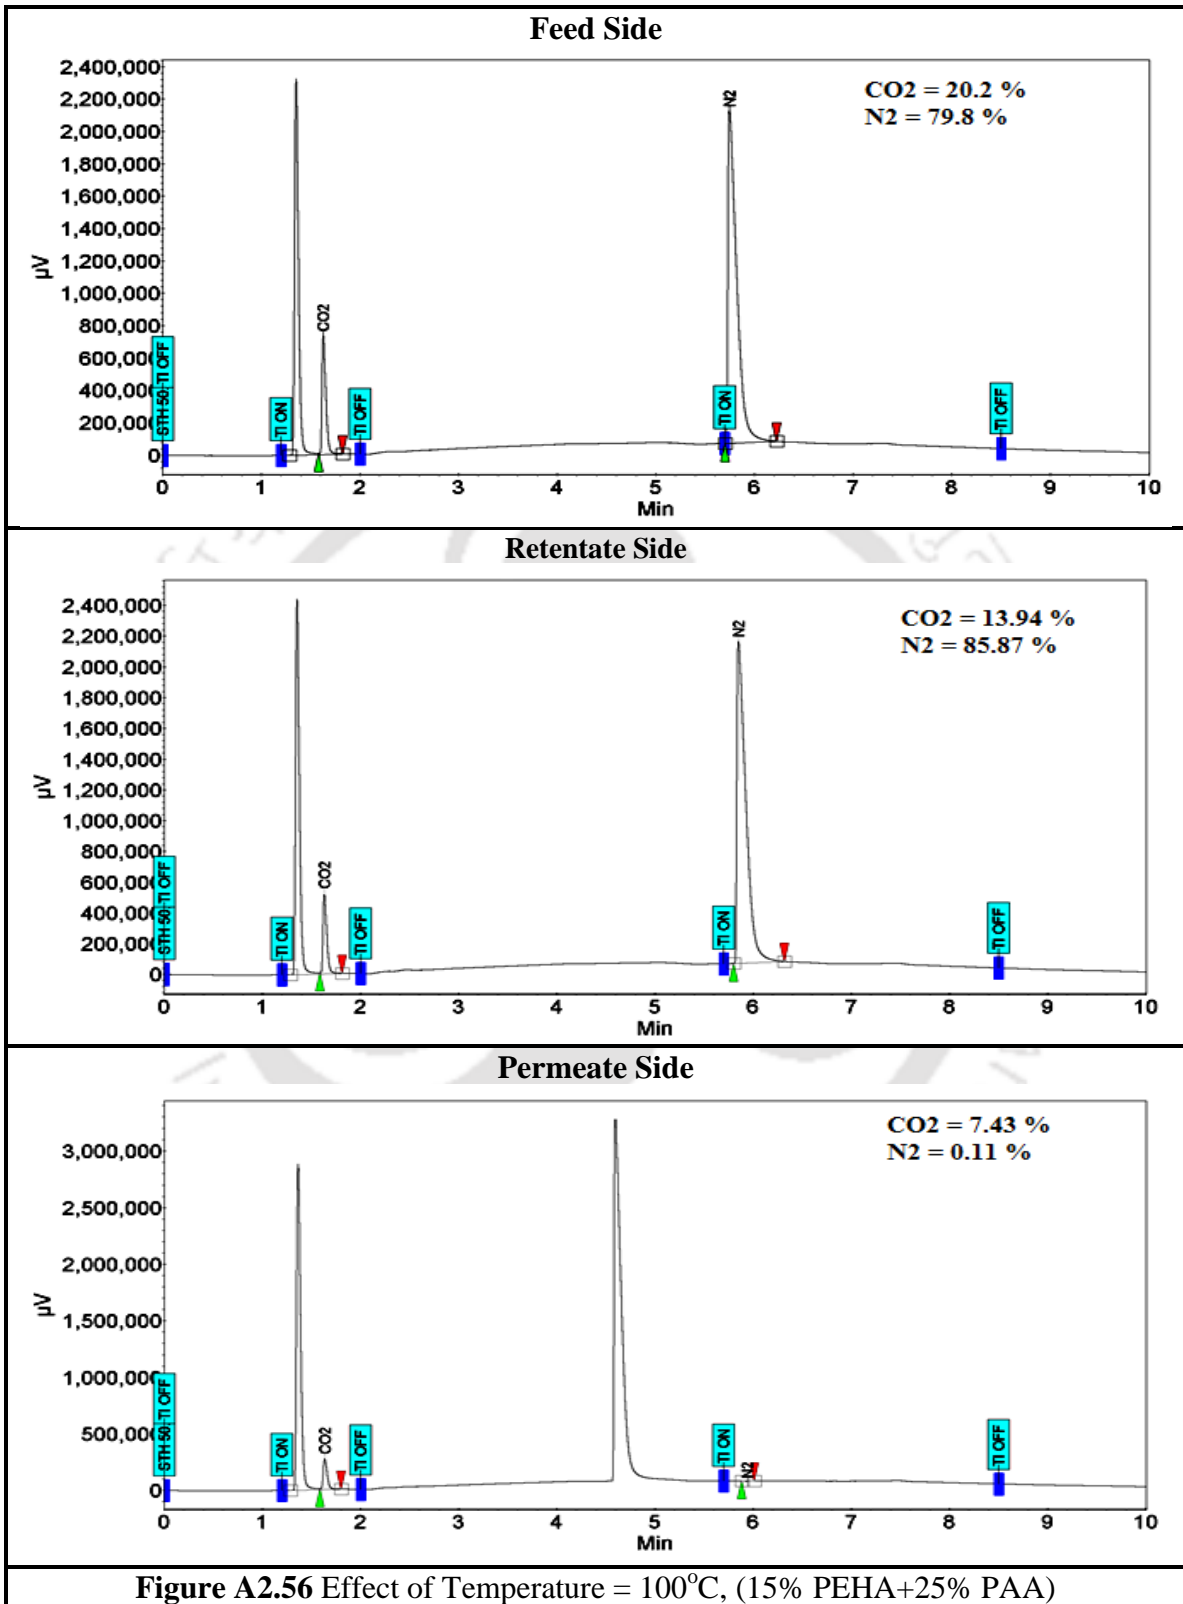 Feed Side
CO2 = 20.2 %
N2 = 79.8 %
2,400,000
2,200,000
2,000,000
1,800,000
1,600,000
1,400,000
1,200,000
1,000,000
800,000
600,000
400,000
200,000
0
µV
STH 50 TI OFF
TI ON
CO2
TI OFF
TI ON
N2
TI OFF
0 1 2 3 4 5 6 7 8 9 10
Min
Retentate Side
CO2 = 13.94 %
N2 = 85.87 %
2,400,000
2,200,000
2,000,000
1,800,000
1,600,000
1,400,000
1,200,000
1,000,000
800,000
600,000
400,000
200,000
0
µV
STH 50 TI OFF
TI ON
CO2
TI OFF
TI ON
N2
TI OFF
0 1 2 3 4 5 6 7 8 9 10
Min
Permeate Side
CO2 = 7.43 %
N2 = 0.11 %
3,000,000
2,500,000
2,000,000
1,500,000
1,000,000
500,000
0
µV
STH 50 TI OFF
TI ON
CO2
TI OFF
TI ON
N2
TI OFF
0 1 2 3 4 5 6 7 8 9 10
Min
Figure A2.56 Effect of Temperature = 100°C, (15% PEHA+25% PAA)